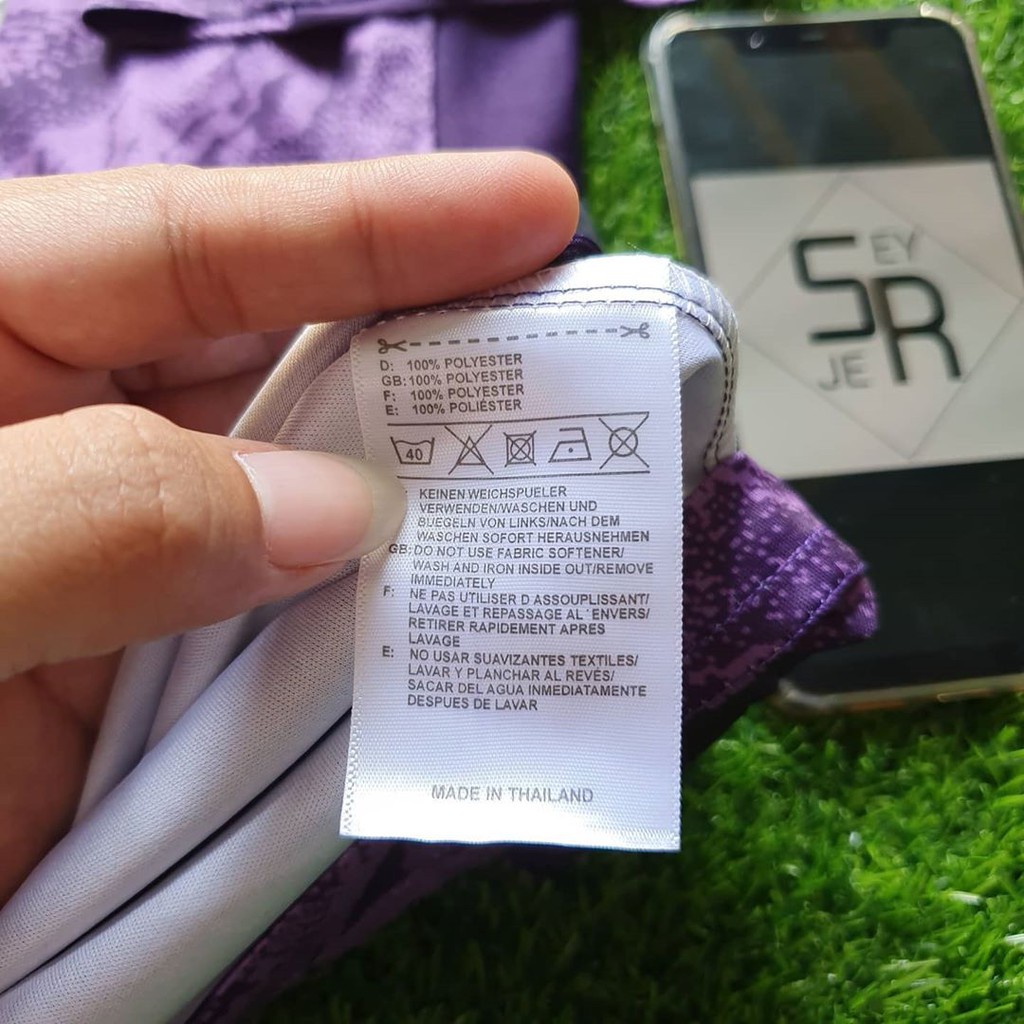 D: 100% POLYESTER
GB: 100% POLYESTER
F: 100% POLYESTER
E: 100% POLIÉSTER
40
KEINEN WEICHSPUELER
VERWENDEN/WASCHEN UND
BUEGELN VON LINKS/NACH DEM
WASCHEN SOFORT HERAUSNEHMEN
GB: DO NOT USE FABRIC SOFTENER/
WASH AND IRON INSIDE OUT/REMOVE
IMMEDIATELY
F: NE PAS UTILISER D ASSOUPLISSANT/
LAVAGE ET REPASSAGE AL´ENVERS/
RETIRER RAPIDEMENT APRES
LAVAGE
E: NO USAR SUAVIZANTES TEXTILES/
LAVAR Y PLANCHAR AL REVÉS/
SACAR DEL AGUA INMEDIATAMENTE
DESPUES DE LAVAR
MADE IN THAILAND
SEY
JE R